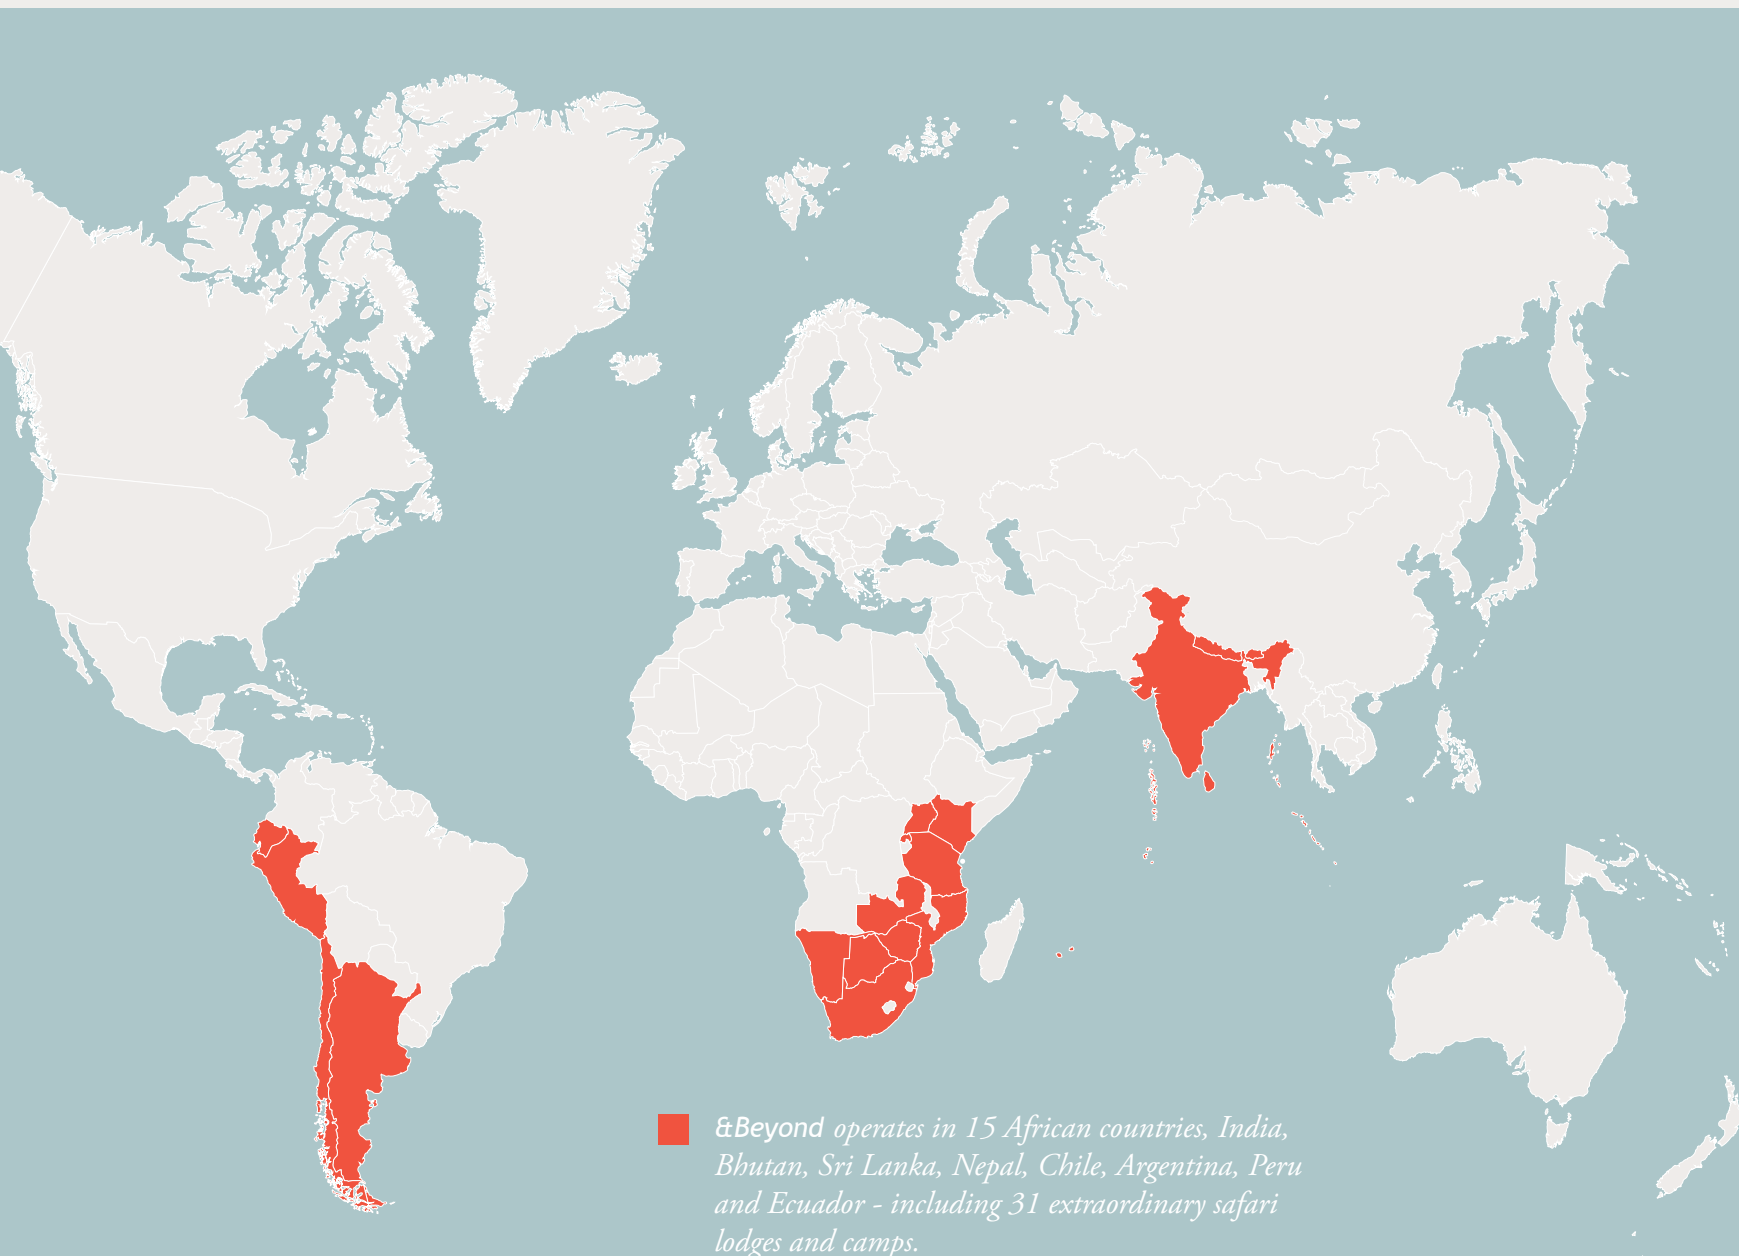 &Beyond operates in 15 African countries, India,
Bhutan, Sri Lanka, Nepal, Chile, Argentina, Peru
and Ecuador - including 31 extraordinary safari
lodges and camps.